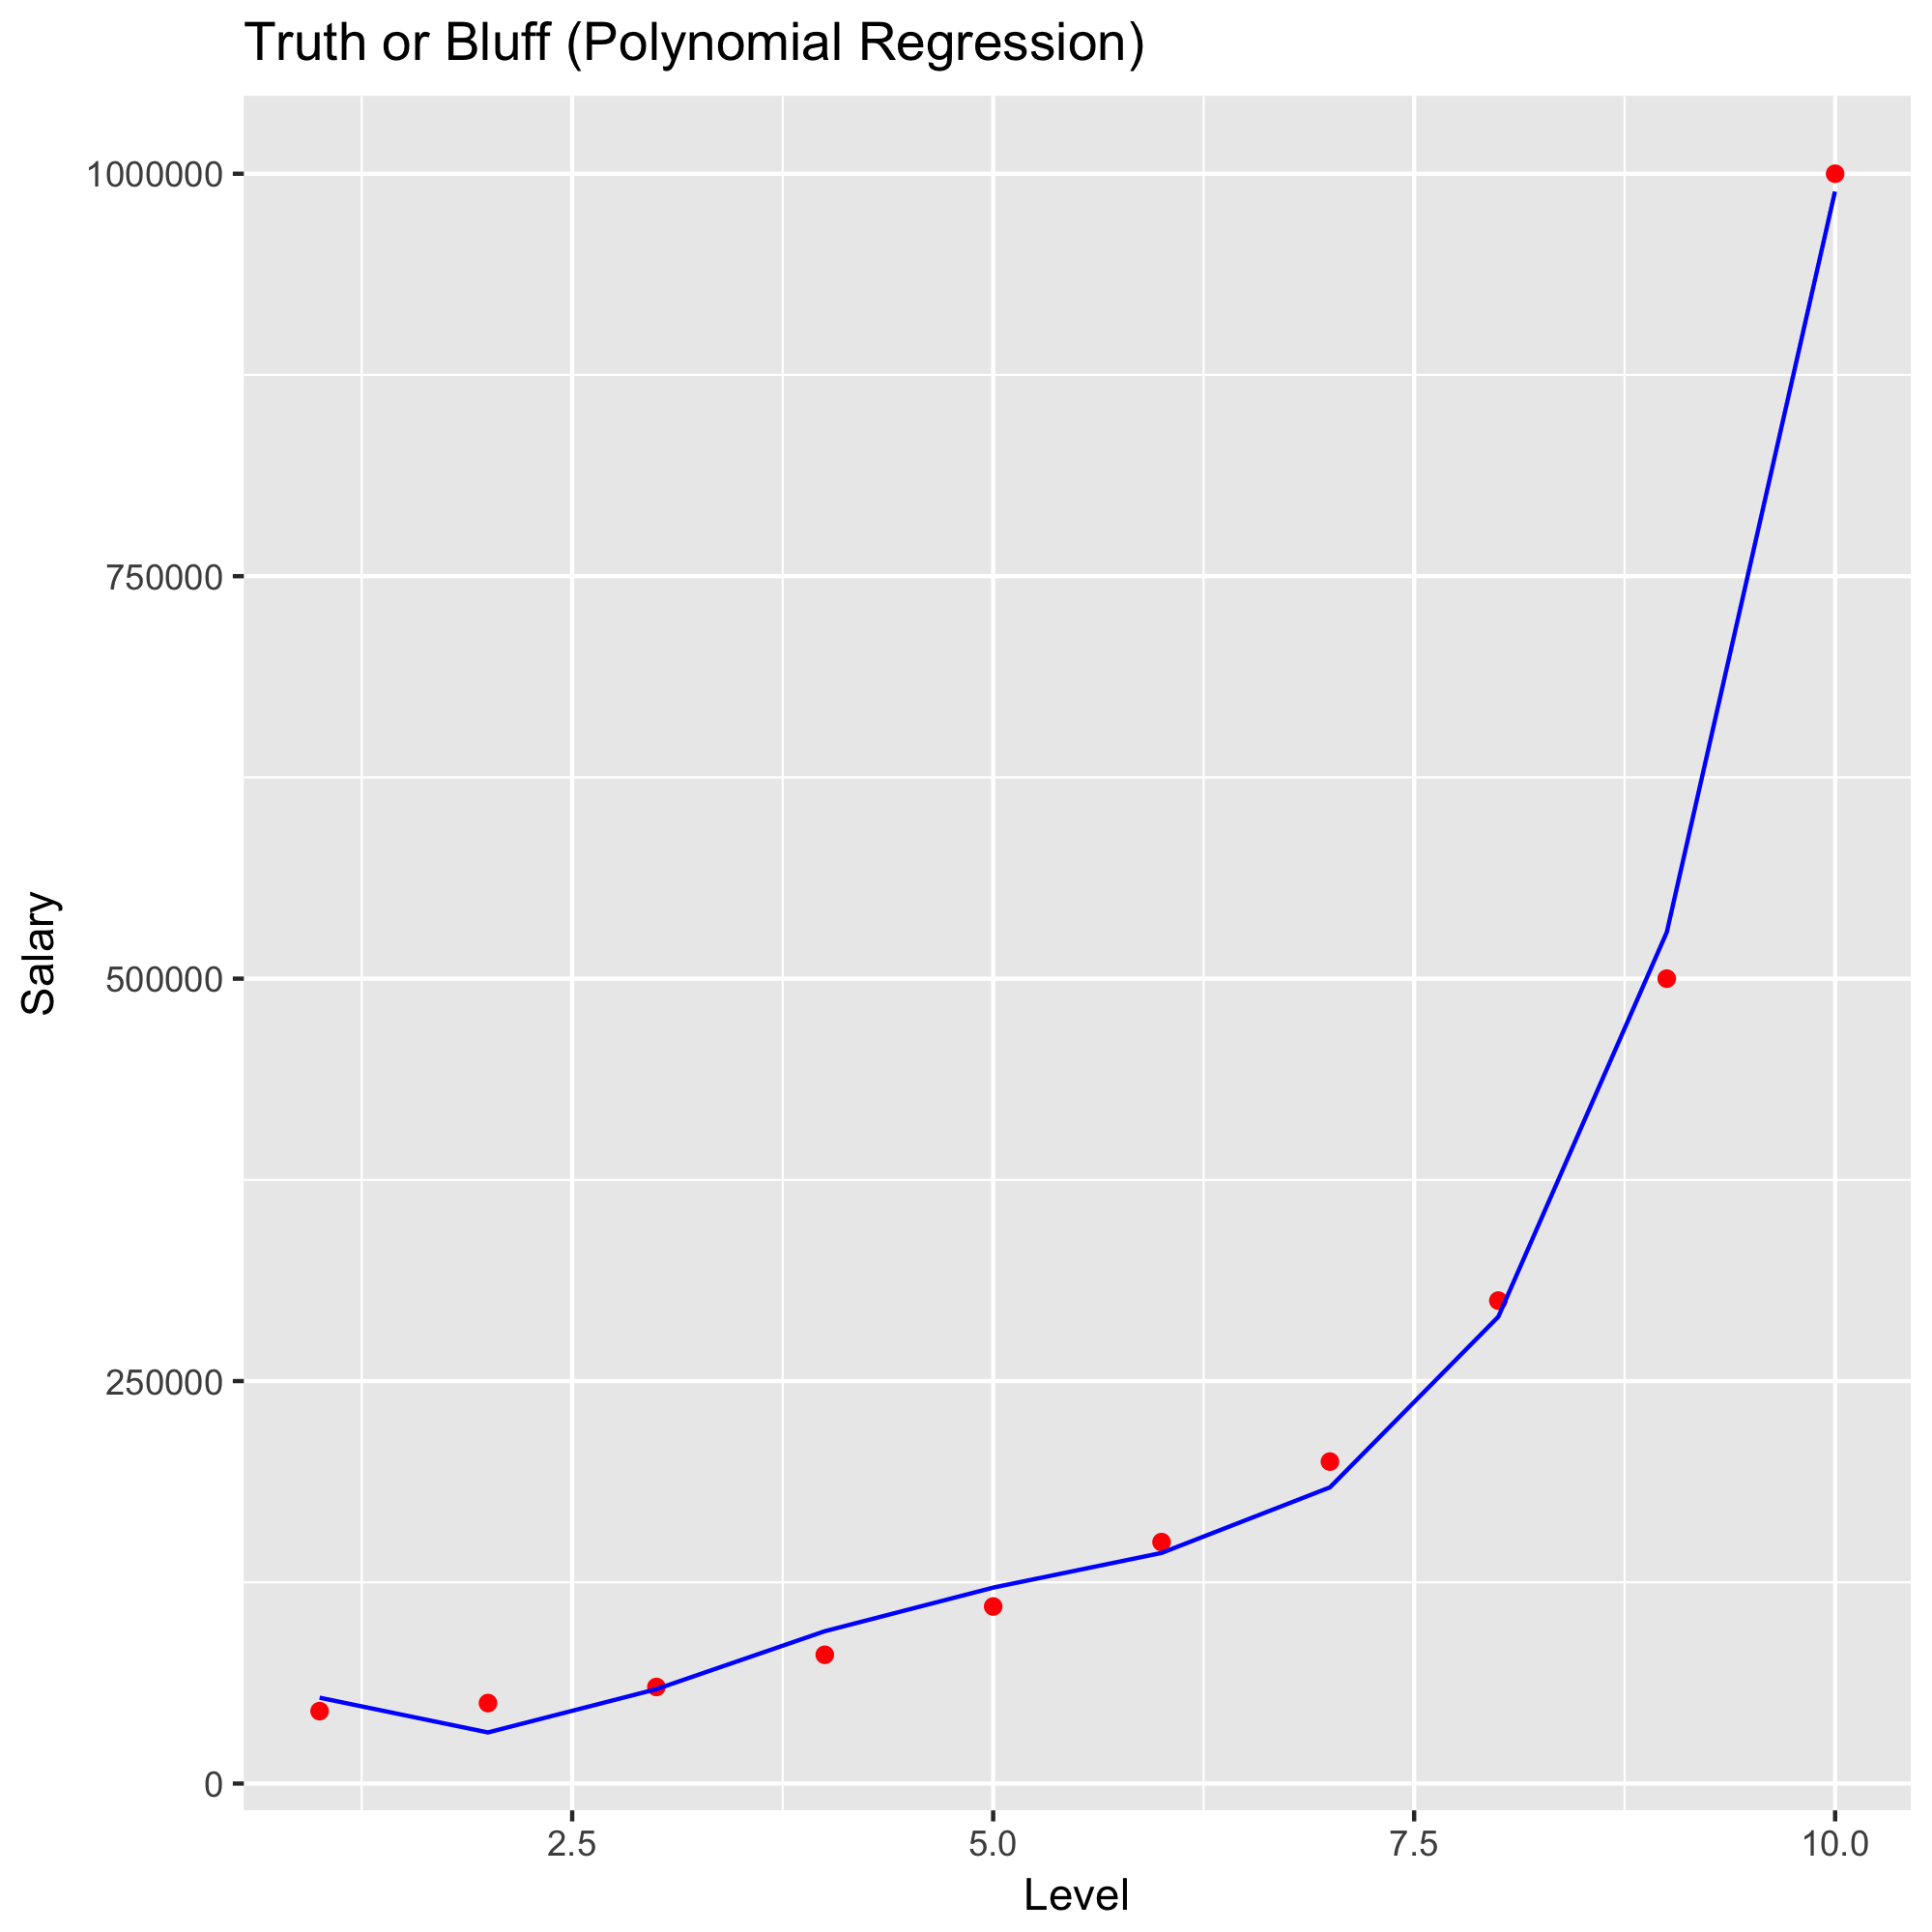 Truth or Bluff (Polynomial Regression)
1000000
750000
500000
250000
0
Salary
2.5 5.0 7.5 10.0
Level